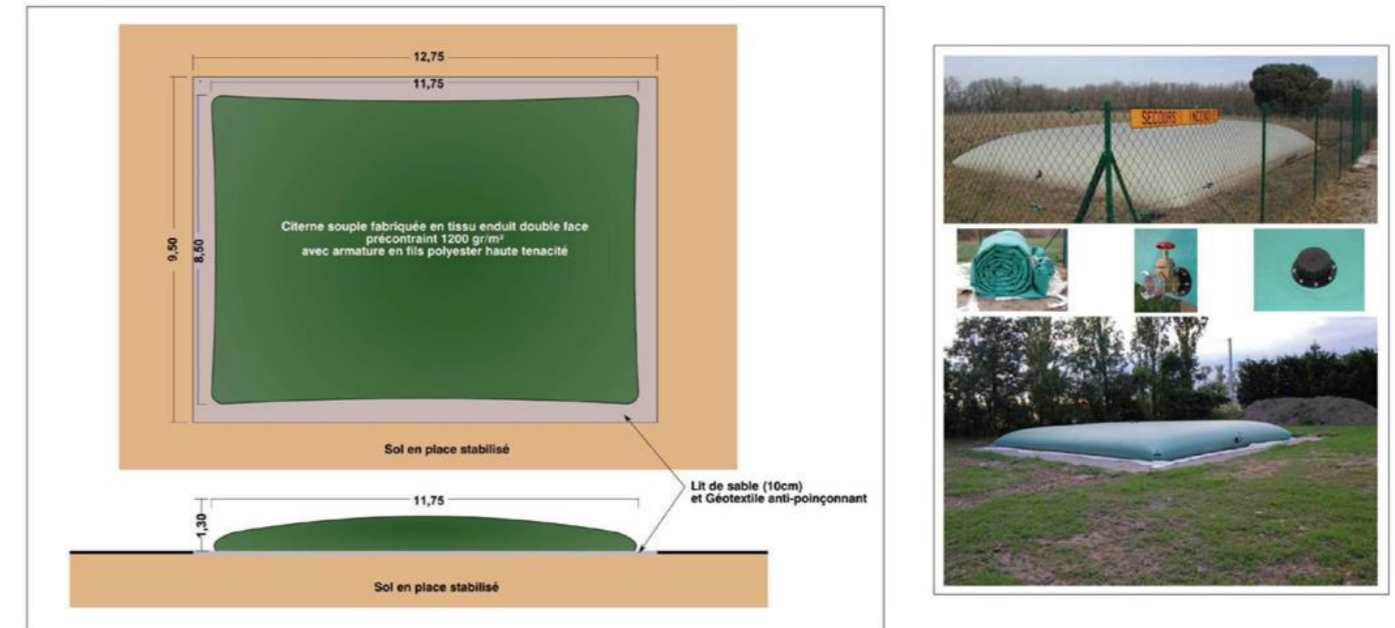 12,75
11,75
9,50
8,50
Citerne souple fabriquée en tissu enduit double face
précontraint 1200 gr/m²
avec armature en fils polyester haute tenacité
Sol en place stabilisé
Lit de sable (10cm)
et Géotextile anti-poinçonnant
11,75
1,30
Sol en place stabilisé
SECOURS INCENDI